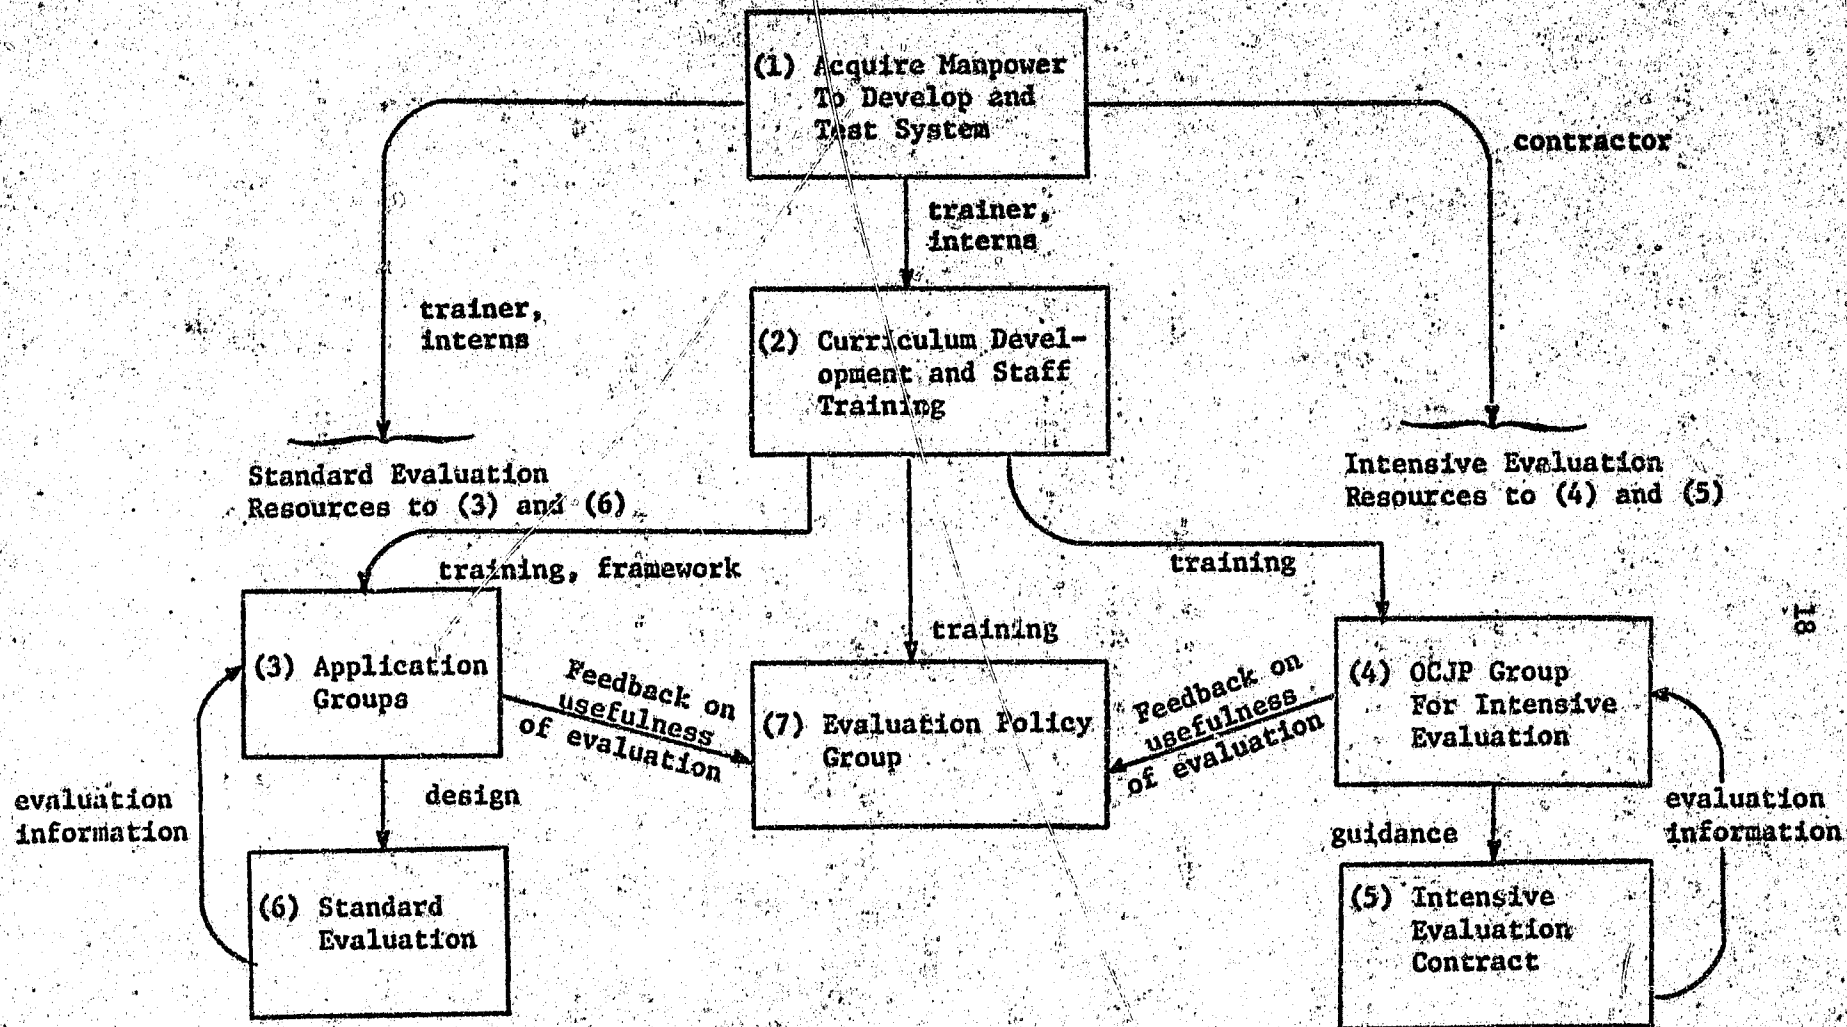 (1) Acquire Manpower
To Develop and
Test System
contractor
trainer,
interns
trainer,
interns
(2) Curriculum Devel-
opment and Staff
Training
Standard Evaluation
Resources to (3) and (6)
Intensive Evaluation
Resources to (4) and (5)
training, framework
training
training
18
(3) Application
Groups
Feedback on
usefulness
of evaluation
(7) Evaluation Policy
Group
Feedback on
usefulness
of evaluation
(4) OCJP Group
For Intensive
Evaluation
evaluation
information
design
guidance
evaluation
information
(6) Standard
Evaluation
(5) Intensive
Evaluation
Contract